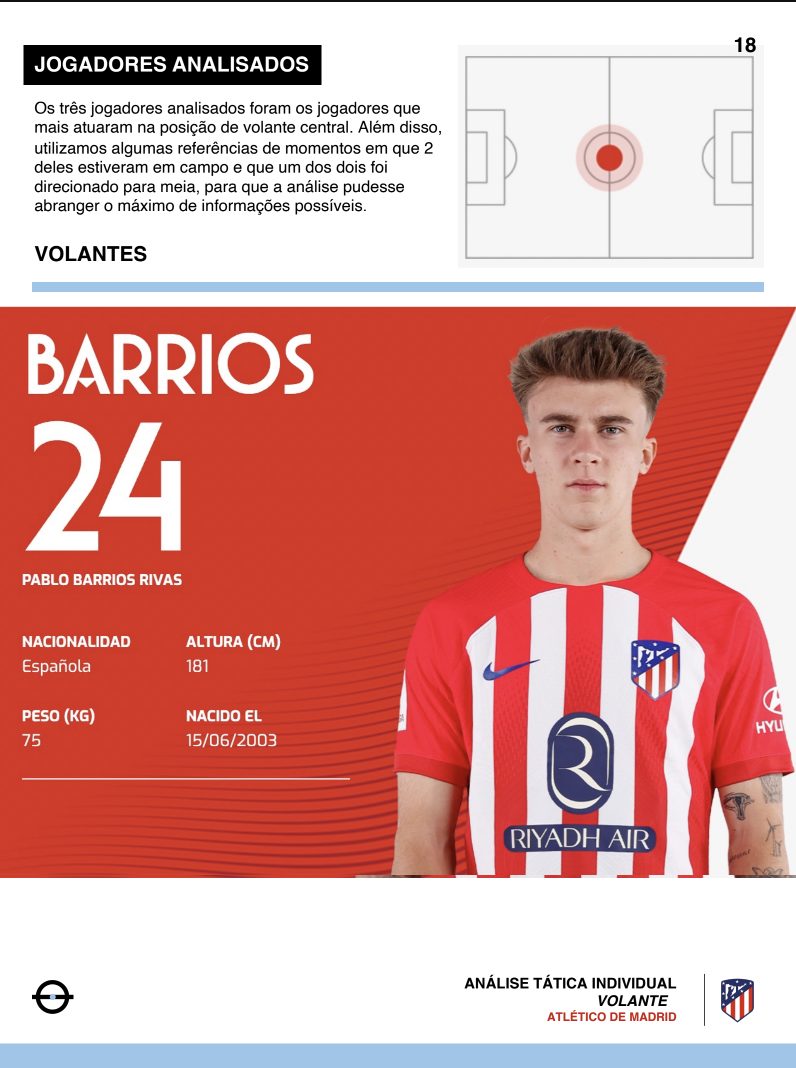 18
JOGADORES ANALISADOS
Os três jogadores analisados foram os jogadores que
mais atuaram na posição de volante central. Além disso,
utilizamos algumas referências de momentos em que 2
deles estiveram em campo e que um dos dois foi
direcionado para meia, para que a análise pudesse
abranger o máximo de informações possíveis.
VOLANTES
BARRIOS
24
PABLO BARRIOS RIVAS
NACIONALIDAD ALTURA (CM)
Española 181
PESO (KG) NACIDO EL
75 15/06/2003
RIYADH AIR
ANÁLISE TÁTICA INDIVIDUAL
VOLANTE
ATLÉTICO DE MADRID